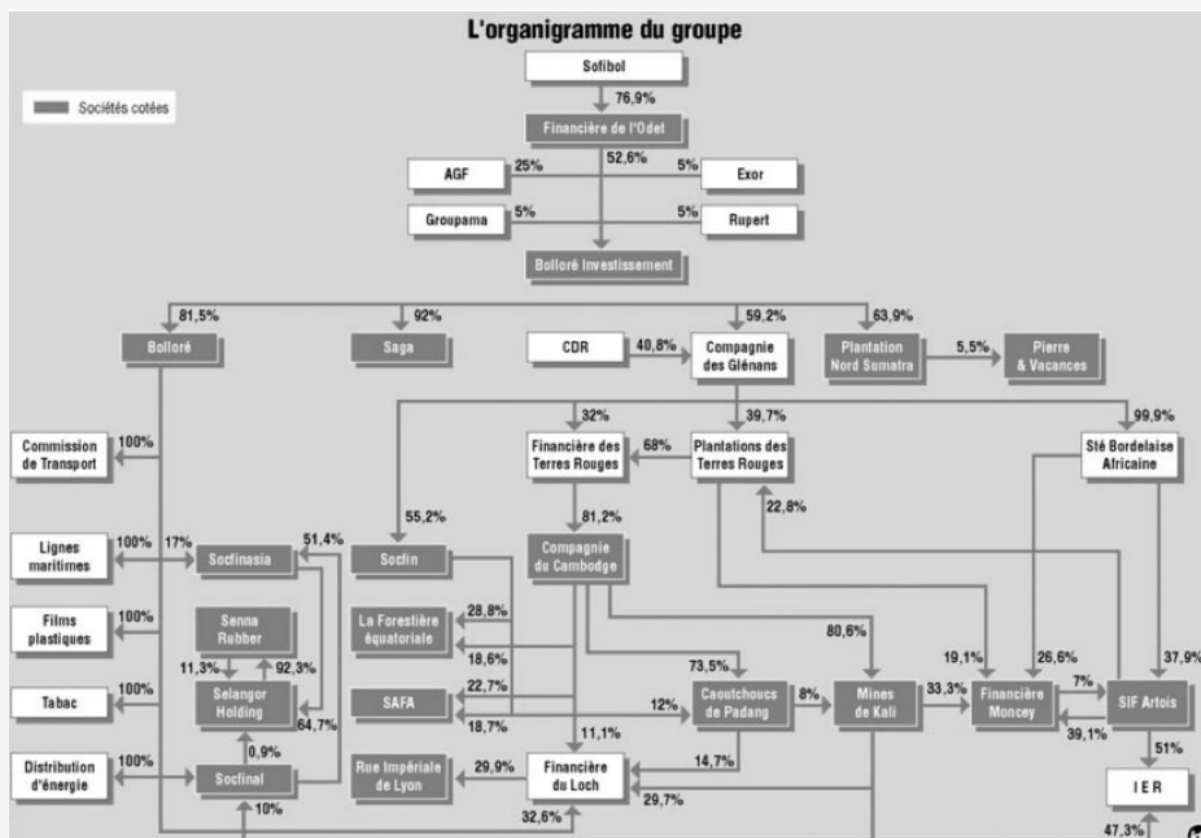 L'organigramme du groupe
Sociétés cotées
Sofibol
76,9%
Financière de l'Odet
52,6%
AGF
25%
5%
Exor
Groupama
5%
5%
Rupert
Bolloré Investissement
81,5%
92%
59,2%
63,9%
Bolloré
Saga
CDR
40,8%
Compagnie
des Glénans
Plantation
Nord Sumatra
5,5%
Pierre
& Vacances
32%
39,7%
99,9%
Commission
de Transport
100%
Financière des
Terres Rouges
68%
Plantations des
Terres Rouges
Sté Bordelaise
Africaine
22,8%
55,2%
81,2%
Lignes
maritimes
100%
17%
Socfinasia
51,4%
Socfin
Compagnie
du Cambodge
Films
plastiques
100%
Senna
Rubber
La Forestière
équatoriale
28,8%
18,6%
80,6%
11,3%
92,3%
73,5%
19,1%
26,6%
37,9%
Tabac
100%
Selangor
Holding
64,7%
SAFA
22,7%
18,7%
12%
Caoutchoucs
de Padang
8%
Mines
de Kali
33,3%
Financière
Moncey
7%
39,1%
SIF Artois
0,9%
11,1%
51%
Distribution
d'énergie
100%
Socfinal
10%
Rue Impériale
de Lyon
29,9%
Financière
du Loch
14,7%
29,7%
32,6%
I E R
47,3%